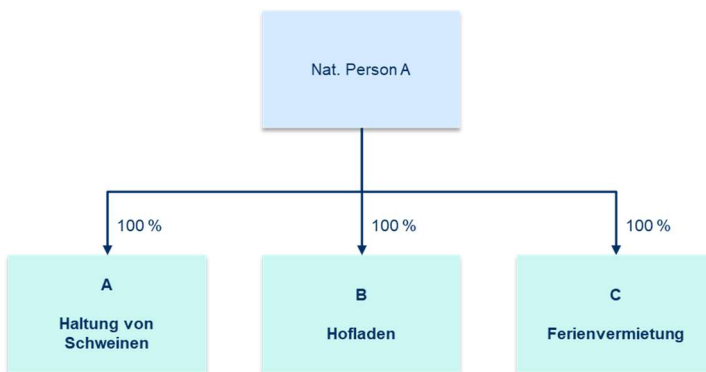 Nat. Person A
100 %
100 %
100 %
A
Haltung von
Schweinen
B
Hofladen
C
Ferienvermietung